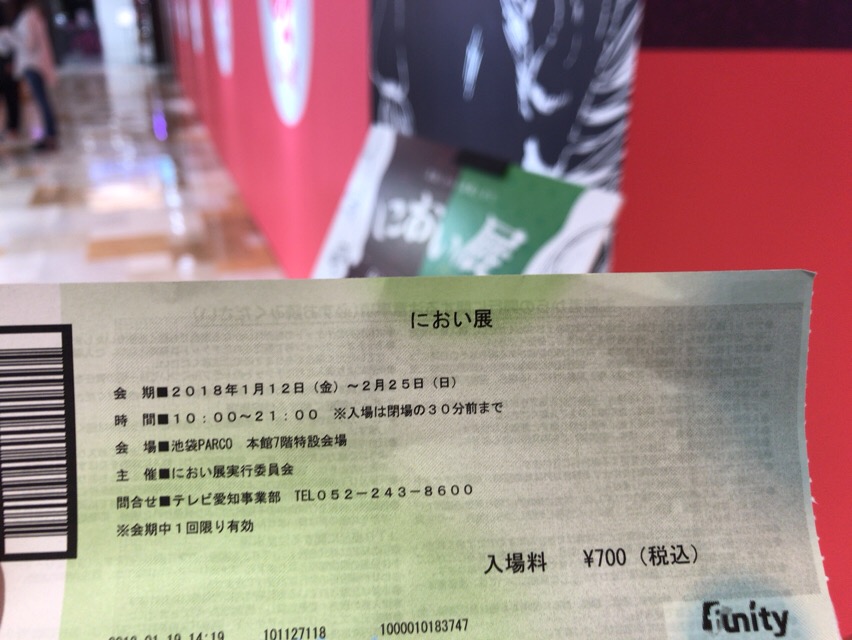 におい展
におい展
会　期■2018年1月12日（金）～2月25日（日）
時　間■10：00～21：00　※入場は閉場の30分前まで
会　場■池袋PARCO　本館7階特設会場
主　催■におい展実行委員会
問合せ■テレビ愛知事業部　TEL052－243－8600
※会期中1回限り有効
入場料　¥700（税込）
101127118　1000010183747